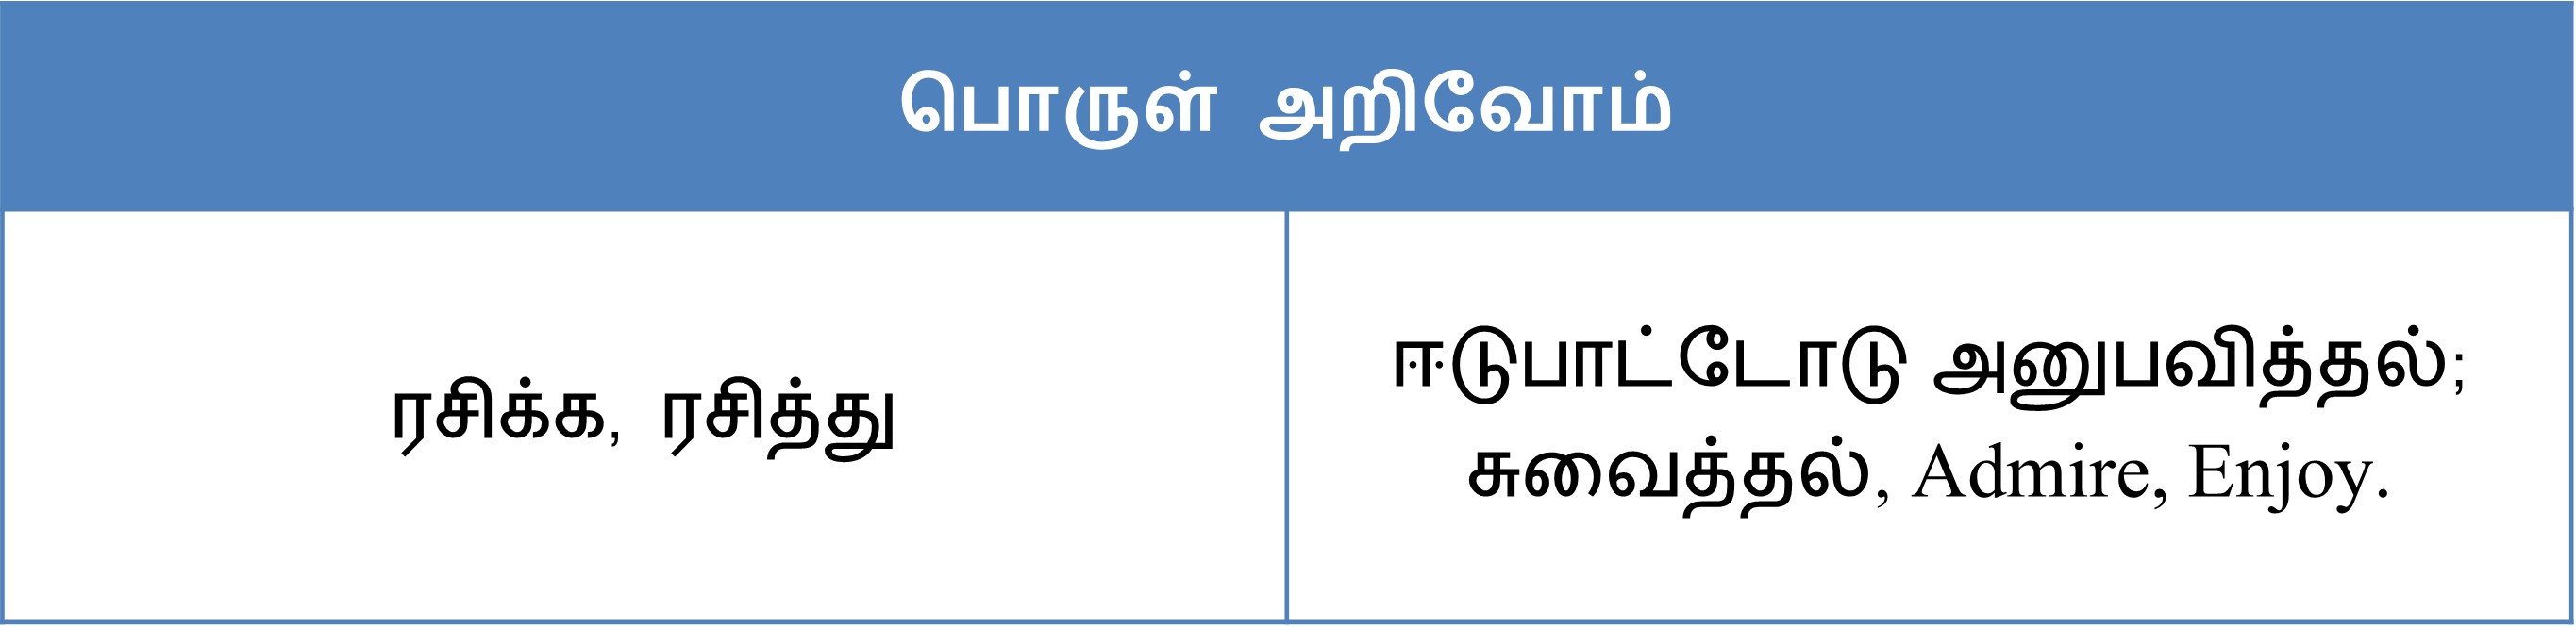 பொருள் அறிவோம்
ரசிக்க, ரசித்து
ஈடுபாட்டோடு அனுபவித்தல்;
சுவைத்தல், Admire, Enjoy.